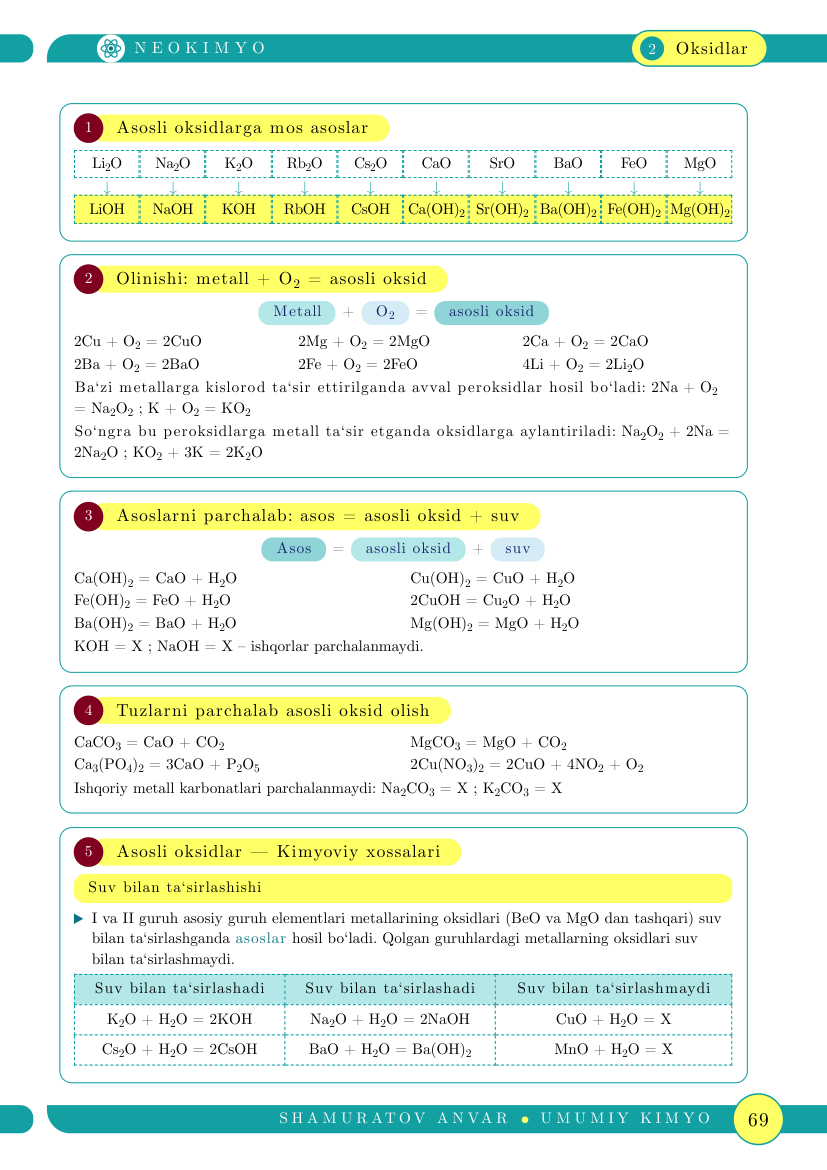 NEOKIMYO
2 Oksidlar
1 Asosli oksidlarga mos asoslar
Li₂O Na₂O K₂O Rb₂O Cs₂O CaO SrO BaO FeO MgO
↓ ↓ ↓ ↓ ↓ ↓ ↓ ↓ ↓ ↓
LiOH NaOH KOH RbOH CsOH Ca(OH)₂ Sr(OH)₂ Ba(OH)₂ Fe(OH)₂ Mg(OH)₂
2 Olinishi: metall + O₂ = asosli oksid
Metall + O₂ = asosli oksid
2Cu + O₂ = 2CuO 2Mg + O₂ = 2MgO 2Ca + O₂ = 2CaO
2Ba + O₂ = 2BaO 2Fe + O₂ = 2FeO 4Li + O₂ = 2Li₂O
Ba‘zi metallarga kislorod ta‘sir ettirilganda avval peroksidlar hosil bo‘ladi: 2Na + O₂
= Na₂O₂ ; K + O₂ = KO₂
So‘ngra bu peroksidlarga metall ta‘sir etganda oksidlarga aylantiriladi: Na₂O₂ + 2Na =
2Na₂O ; KO₂ + 3K = 2K₂O
3 Asoslarni parchalab: asos = asosli oksid + suv
Asos = asosli oksid + suv
Ca(OH)₂ = CaO + H₂O Cu(OH)₂ = CuO + H₂O
Fe(OH)₂ = FeO + H₂O 2CuOH = Cu₂O + H₂O
Ba(OH)₂ = BaO + H₂O Mg(OH)₂ = MgO + H₂O
KOH = X ; NaOH = X – ishqorlar parchalanmaydi.
4 Tuzlarni parchalab asosli oksid olish
CaCO₃ = CaO + CO₂ MgCO₃ = MgO + CO₂
Ca₃(PO₄)₂ = 3CaO + P₂O₅ 2Cu(NO₃)₂ = 2CuO + 4NO₂ + O₂
Ishqoriy metall karbonatlari parchalanmaydi: Na₂CO₃ = X ; K₂CO₃ = X
5 Asosli oksidlar — Kimyoviy xossalari
Suv bilan ta‘sirlashishi
▶ I va II guruh asosiy guruh elementlari metallarining oksidlari (BeO va MgO dan tashqari) suv
bilan ta‘sirlashganda asoslar hosil bo‘ladi. Qolgan guruhlardagi metallarning oksidlari suv
bilan ta‘sirlashmaydi.
Suv bilan ta‘sirlashadi Suv bilan ta‘sirlashadi Suv bilan ta‘sirlashmaydi
K₂O + H₂O = 2KOH Na₂O + H₂O = 2NaOH CuO + H₂O = X
Cs₂O + H₂O = 2CsOH BaO + H₂O = Ba(OH)₂ MnO + H₂O = X
SHAMURATOV ANVAR • UMUMIY KIMYO 69